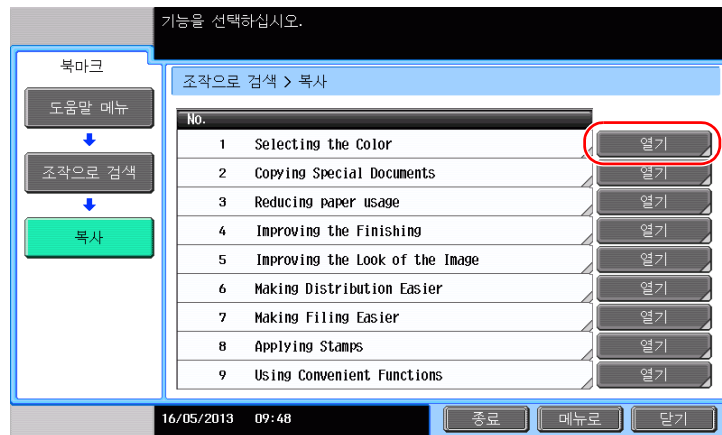 기능을 선택하십시오.
북마크
도움말 메뉴
조작으로 검색
복사
조작으로 검색 > 복사
No.
1 Selecting the Color 열기
2 Copying Special Documents 열기
3 Reducing paper usage 열기
4 Improving the Finishing 열기
5 Improving the Look of the Image 열기
6 Making Distribution Easier 열기
7 Making Filing Easier 열기
8 Applying Stamps 열기
9 Using Convenient Functions 열기
16/05/2013 09:48 종료 메뉴로 닫기